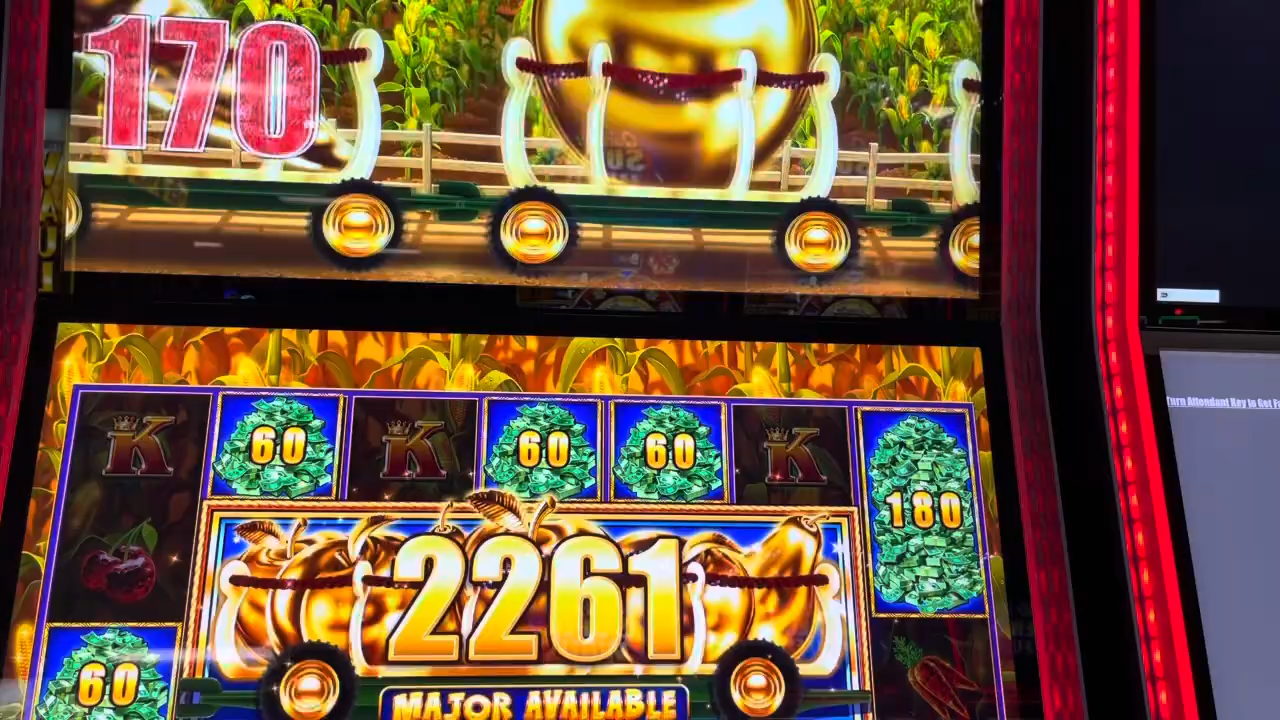 170
K
60
K
60
60
K
180
2261
60
MAJOR AVAILABLE
Turn Attendant Key to Get